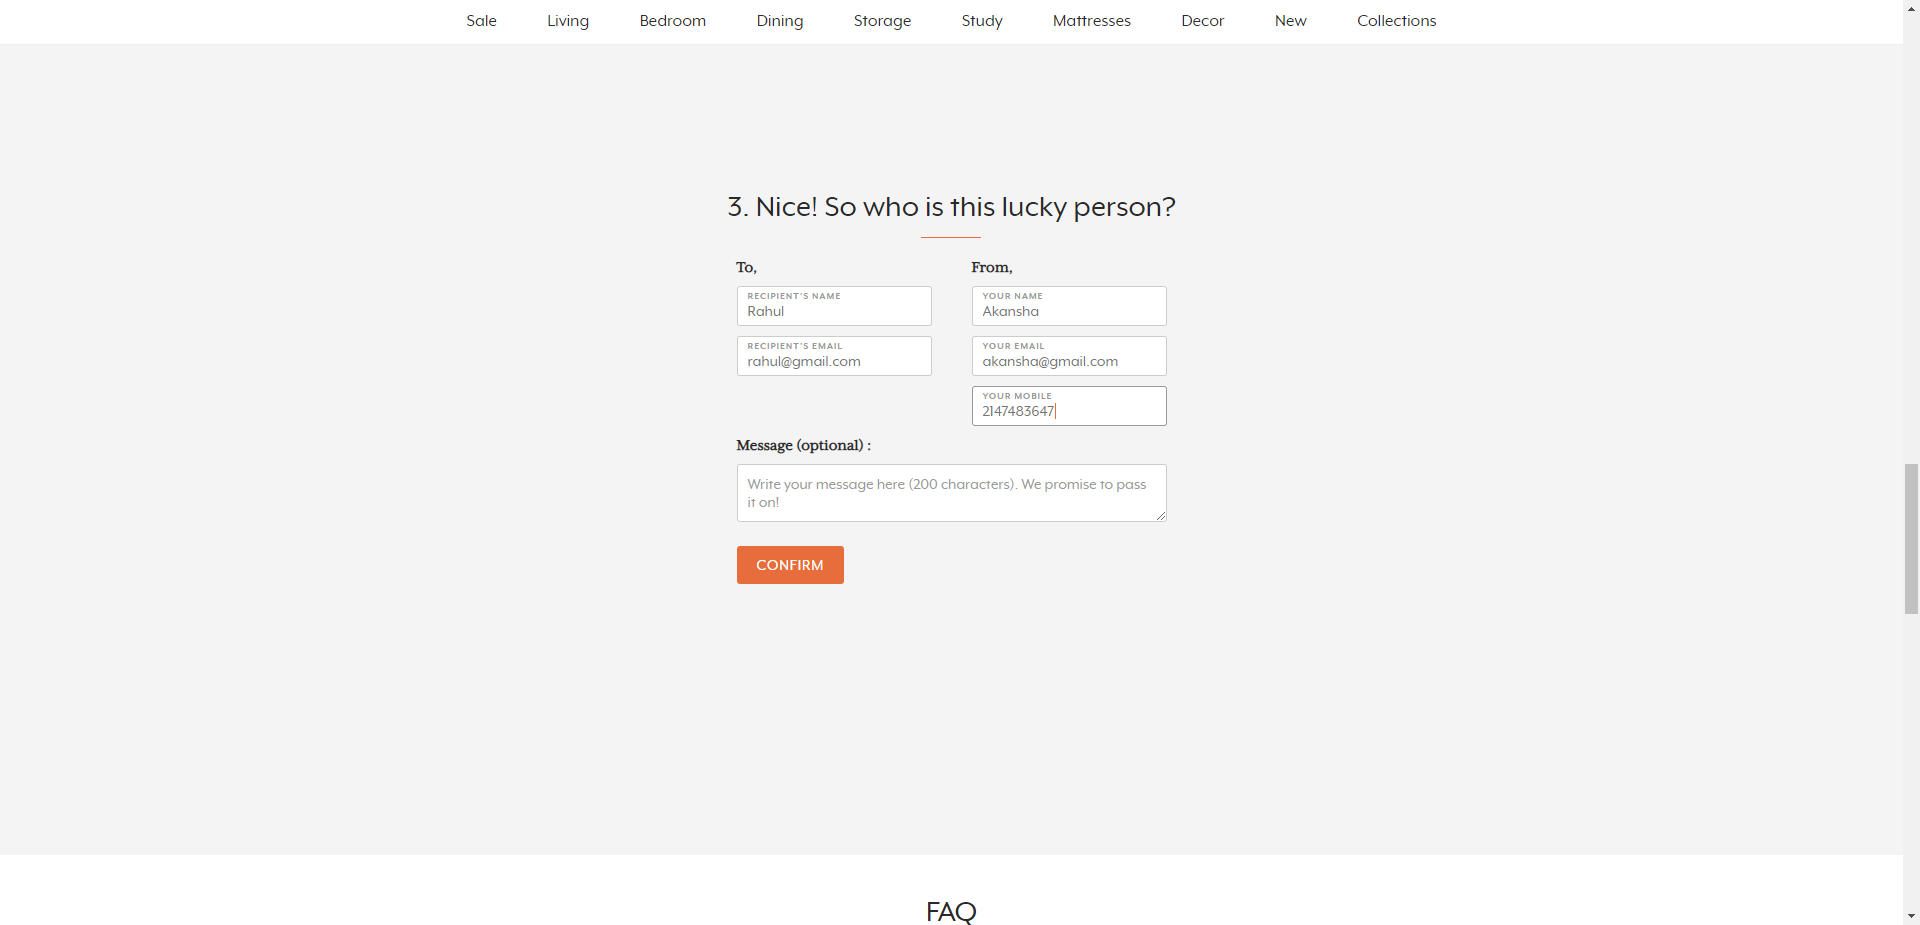 Sale Living Bedroom Dining Storage Study Mattresses Decor New Collections
3. Nice! So who is this lucky person?
To,
RECIPIENT'S NAME
Rahul
RECIPIENT'S EMAIL
rahul@gmail.com
From,
YOUR NAME
Akansha
YOUR EMAIL
akansha@gmail.com
YOUR MOBILE
2147483647
Message (optional) :
Write your message here (200 characters). We promise to pass
it on!
CONFIRM
FAQ